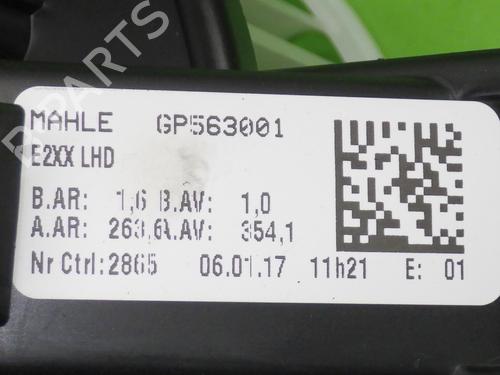 MAHLE GP563001
E2XX LHD
B.AR: 1,6 B.AV: 1,0
A.AR: 263,6 A.AV: 354,1
Nr Ctrl:2865 06.01.17 11h21 E: 01
B-PARTS